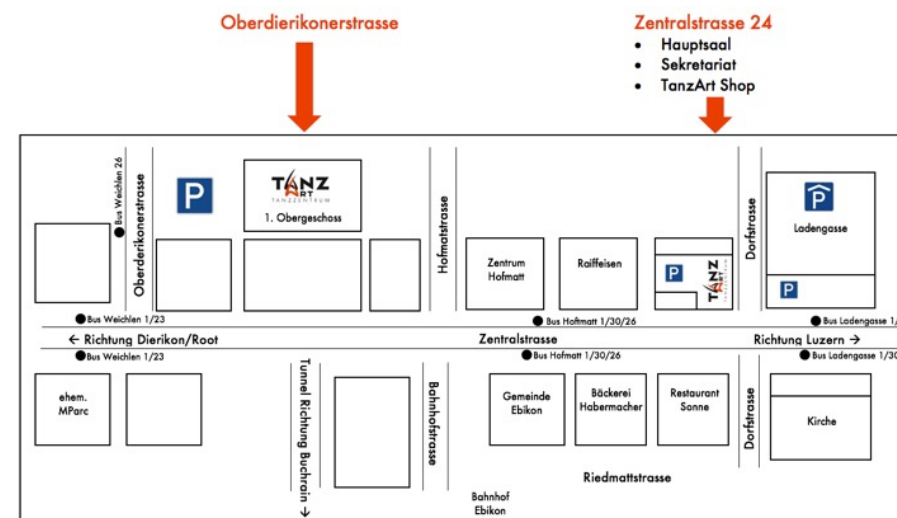 Oberdierikonerstrasse
Zentralstrasse 24
• Hauptsaal
• Sekretariat
• TanzArt Shop
Bus Weichlen 26
Oberderikonerstrasse
P
TANZ
ART
TANZZENTRUM
1. Obergeschoss
Hofmattstrasse
Zentrum
Hofmatt
Raiffeisen
P
TANZ
ART
TANZZENTRUM
Dorfstrasse
P
Ladengasse
P
Bus Weichlen 1/23
Bus Hofmatt 1/30/26
Bus Ladengasse 1/
← Richtung Dierikon/Root
Zentralstrasse
Richtung Luzern →
Bus Weichlen 1/23
Bus Hofmatt 1/30/26
Bus Ladengasse 1/30
ehem.
MParc
Tunnel Richtung Buchrain →
Bahnhofstrasse
Gemeinde
Ebikon
Bäckerei
Habermacher
Restaurant
Sonne
Dorfstrasse
Kirche
Riedmattstrasse
Bahnhof
Ebikon